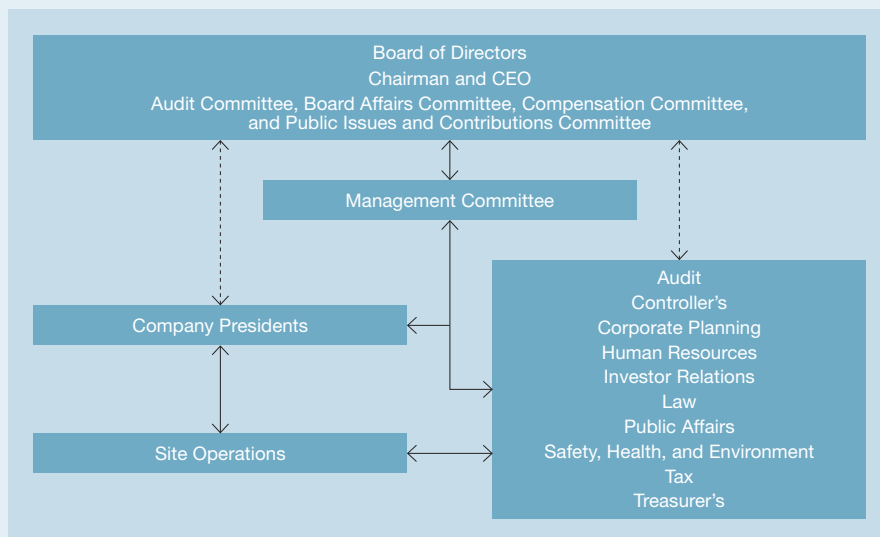 Board of Directors
Chairman and CEO
Audit Committee, Board Affairs Committee, Compensation Committee,
and Public Issues and Contributions Committee
Management Committee
Company Presidents
Site Operations
Audit
Controller's
Corporate Planning
Human Resources
Investor Relations
Law
Public Affairs
Safety, Health, and Environment
Tax
Treasurer's